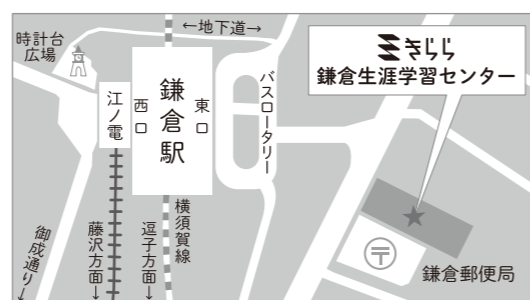 ←地下道→
時計台
広場
きらら
鎌倉生涯学習センター
江ノ電
西口
鎌倉駅
東口
バスロータリー
横須賀線
御成通り→
藤沢方面→
逗子方面→
〒
鎌倉郵便局